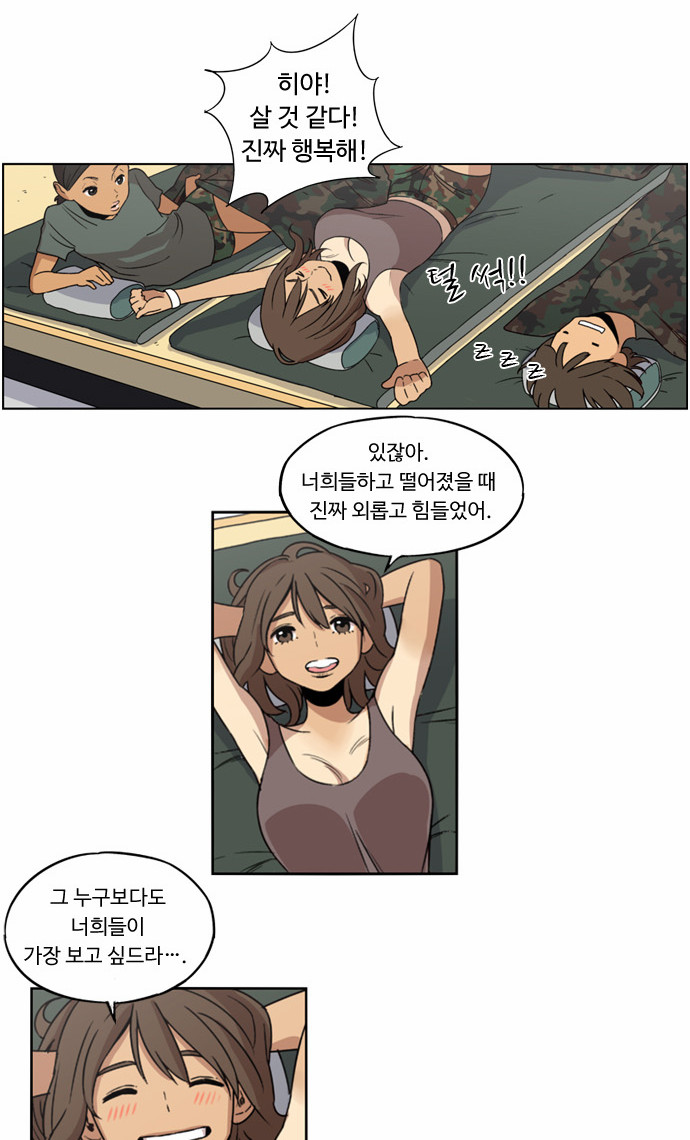 히야!
살 것 같다!
진짜 행복해!
털썩!!
ㄹ ㄹ ㄹ
있잖아.
너희들하고 떨어졌을 때
진짜 외롭고 힘들었어.
그 누구보다도
너희들이
가장 보고 싶드라….